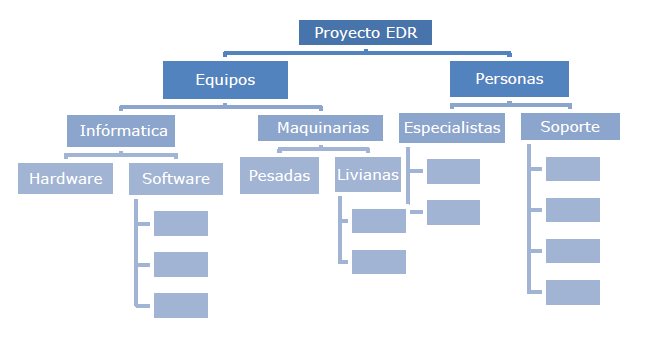 Proyecto EDR
Equipos
Personas
Infórmatica
Maquinarias
Especialistas
Soporte
Hardware
Software
Pesadas
Livianas